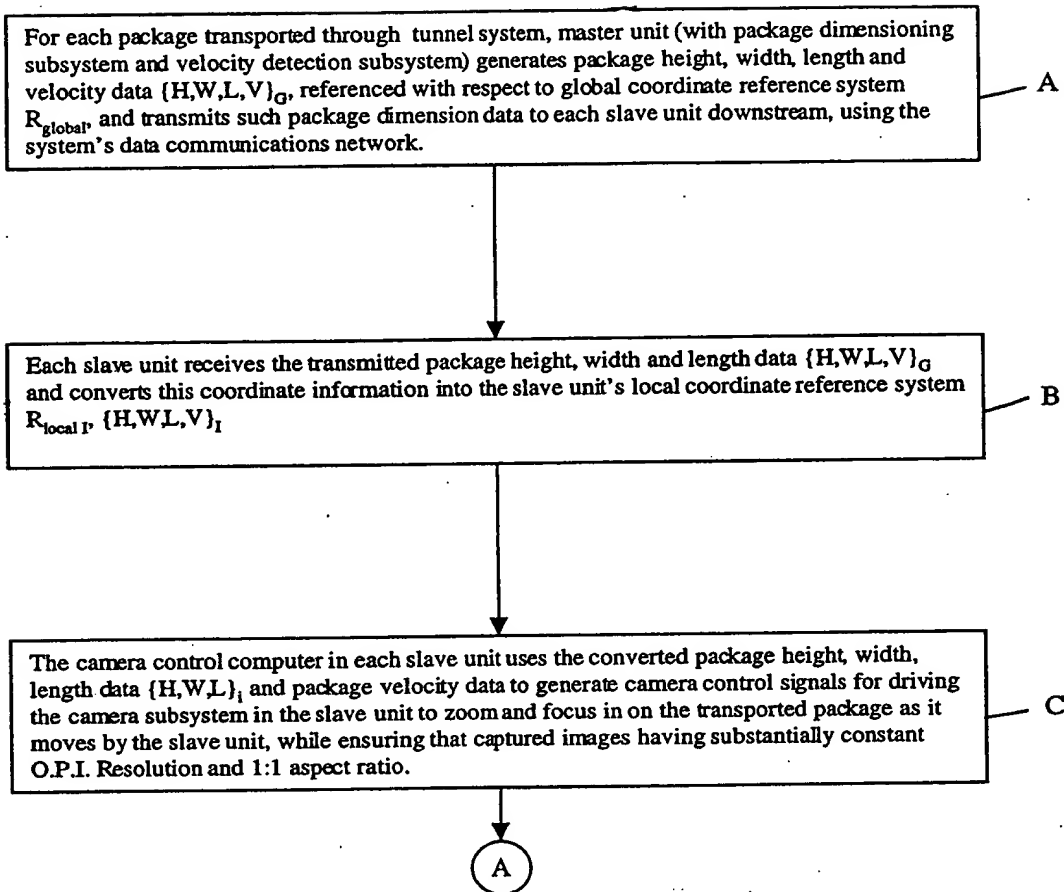 For each package transported through tunnel system, master unit (with package dimensioning
subsystem and velocity detection subsystem) generates package height, width, length and
velocity data {H,W,L,V}G, referenced with respect to global coordinate reference system
Rglobal, and transmits such package dimension data to each slave unit downstream, using the
system's data communications network.
A
Each slave unit receives the transmitted package height, width and length data {H,W,L,V}G
and converts this coordinate information into the slave unit's local coordinate reference system
Rlocal I, {H,W,L,V}I
B
The camera control computer in each slave unit uses the converted package height, width,
length data {H,W,L}i and package velocity data to generate camera control signals for driving
the camera subsystem in the slave unit to zoom and focus in on the transported package as it
moves by the slave unit, while ensuring that captured images having substantially constant
O.P.I. Resolution and 1:1 aspect ratio.
C
A